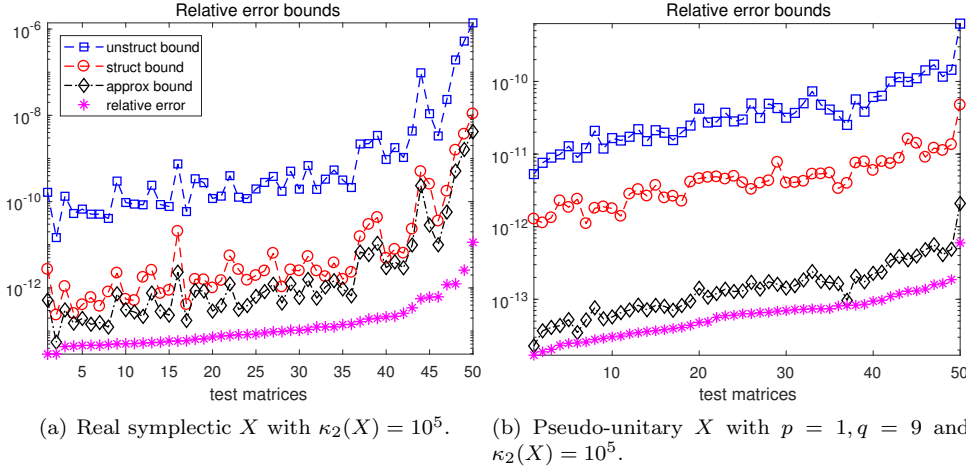 Relative error bounds
10^{-6}
10^{-8}
10^{-10}
10^{-12}
unstruct bound
struct bound
approx bound
relative error
5 10 15 20 25 30 35 40 45 50
test matrices
(a) Real symplectic X with κ_2(X) = 10^5.
Relative error bounds
10^{-10}
10^{-11}
10^{-12}
10^{-13}
10 20 30 40 50
test matrices
(b) Pseudo-unitary X with p = 1, q = 9 and
κ_2(X) = 10^5.